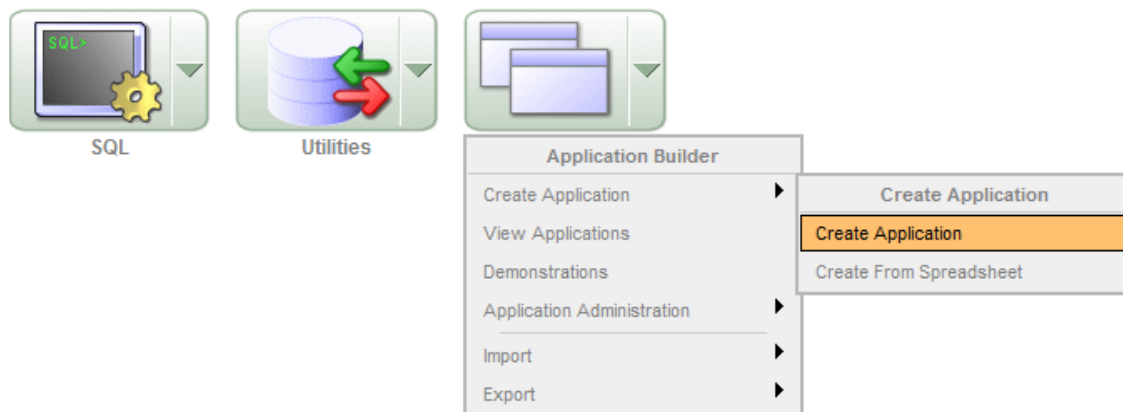 SQL>
SQL
Utilities
Application Builder
Create Application
View Applications
Demonstrations
Application Administration
Import
Export
Create Application
Create Application
Create From Spreadsheet